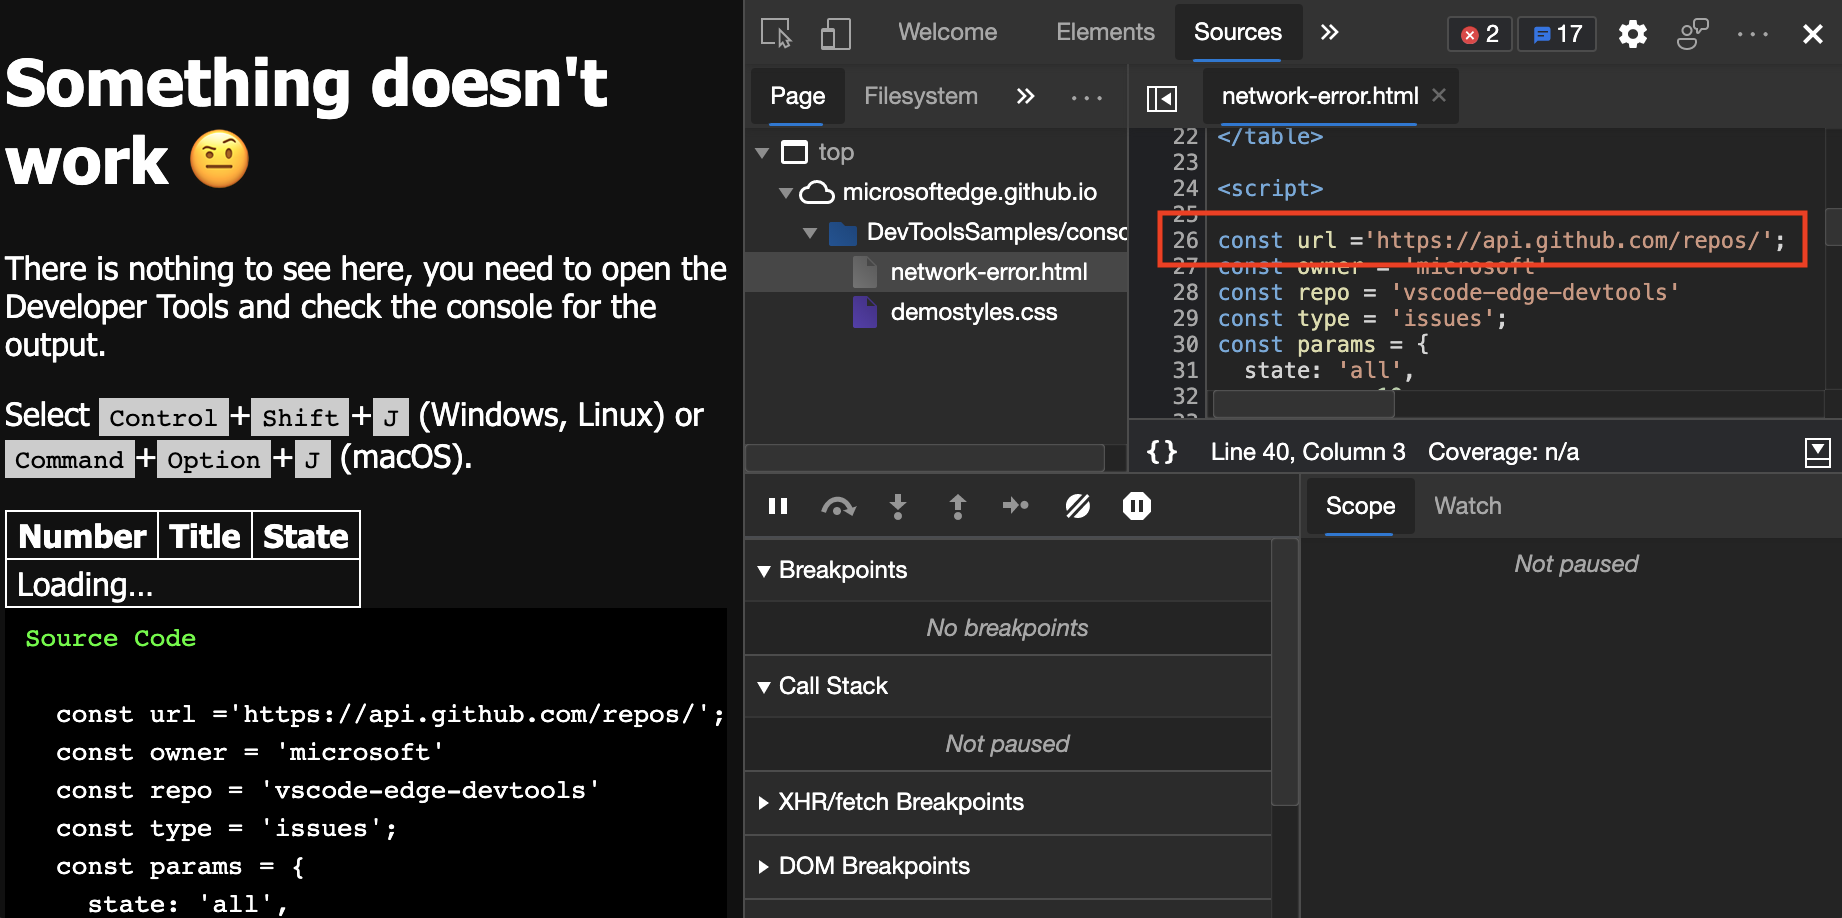 Something doesn't
work 🤨
There is nothing to see here, you need to open the
Developer Tools and check the console for the
output.
Select Control+Shift+J (Windows, Linux) or
Command+Option+J (macOS).
Number Title State
Loading...
Source Code
const url ='https://api.github.com/repos/';
const owner = 'microsoft'
const repo = 'vscode-edge-devtools'
const type = 'issues';
const params = {
state: 'all',
Welcome Elements Sources » 2 17
Page Filesystem » ···
top
microsoftedge.github.io
DevToolsSamples/consc
network-error.html
demostyles.css
network-error.html ×
22 </table>
23
24 <script>
25
26 const url ='https://api.github.com/repos/';
27 const owner = 'microsoft'
28 const repo = 'vscode-edge-devtools'
29 const type = 'issues';
30 const params = {
31 state: 'all',
32
{} Line 40, Column 3 Coverage: n/a
Breakpoints
No breakpoints
Call Stack
Not paused
XHR/fetch Breakpoints
DOM Breakpoints
Scope Watch
Not paused